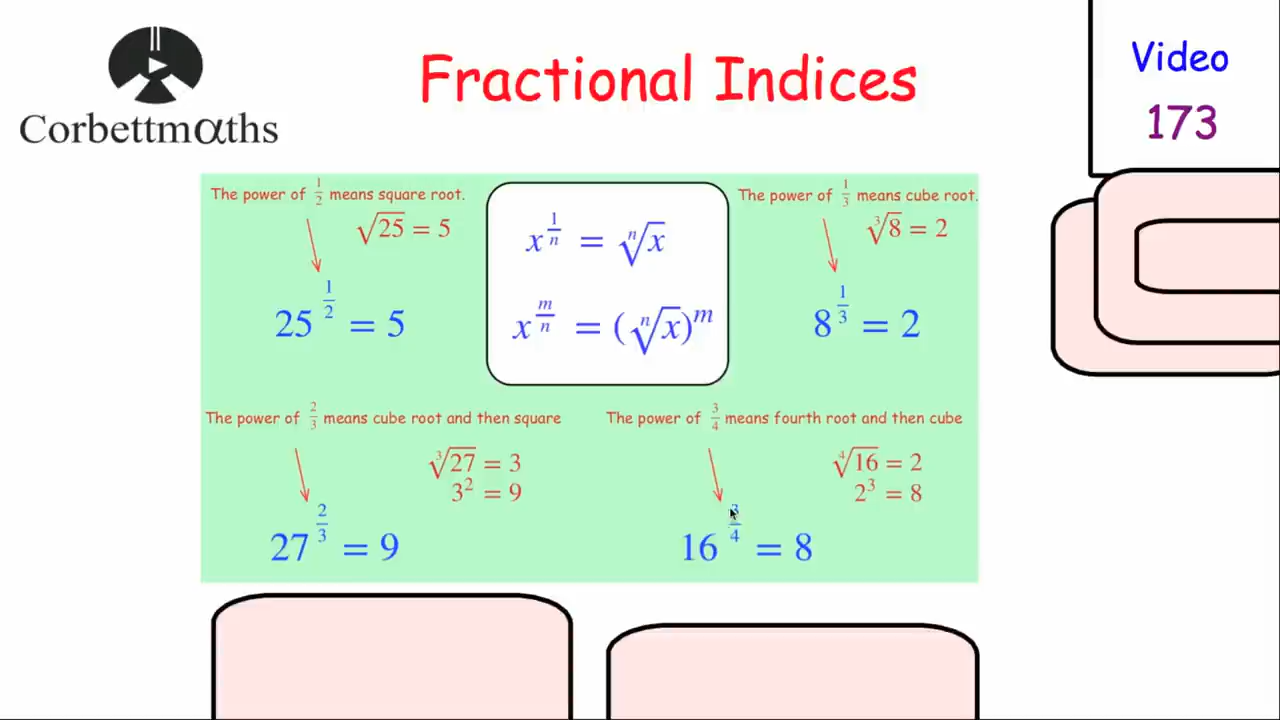 Corbettmαths
Fractional Indices
Video
173
The power of 1/2 means square root.
√25 = 5
25^(1/2) = 5
x^(1/n) = ⁿ√x
x^(m/n) = (ⁿ√x)^m
The power of 1/3 means cube root.
³√8 = 2
8^(1/3) = 2
The power of 2/3 means cube root and then square
³√27 = 3
3² = 9
27^(2/3) = 9
The power of 3/4 means fourth root and then cube
⁴√16 = 2
2³ = 8
16^(3/4) = 8